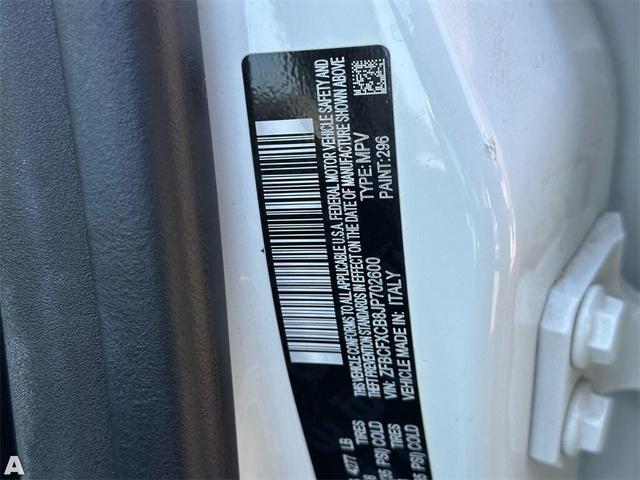 THIS VEHICLE CONFORMS TO ALL APPLICABLE U.S.A. FEDERAL MOTOR VEHICLE SAFETY AND
THEFT PREVENTION STANDARDS IN EFFECT ON THE DATE OF MANUFACTURE SHOWN ABOVE
VIN: ZFBCFXCB8JP702600 TYPE: MPV
VEHICLE MADE IN: ITALY PAINT: 296
4277 LB
TIRES
PSI) COLD
TIRES
PSI) COLD
A